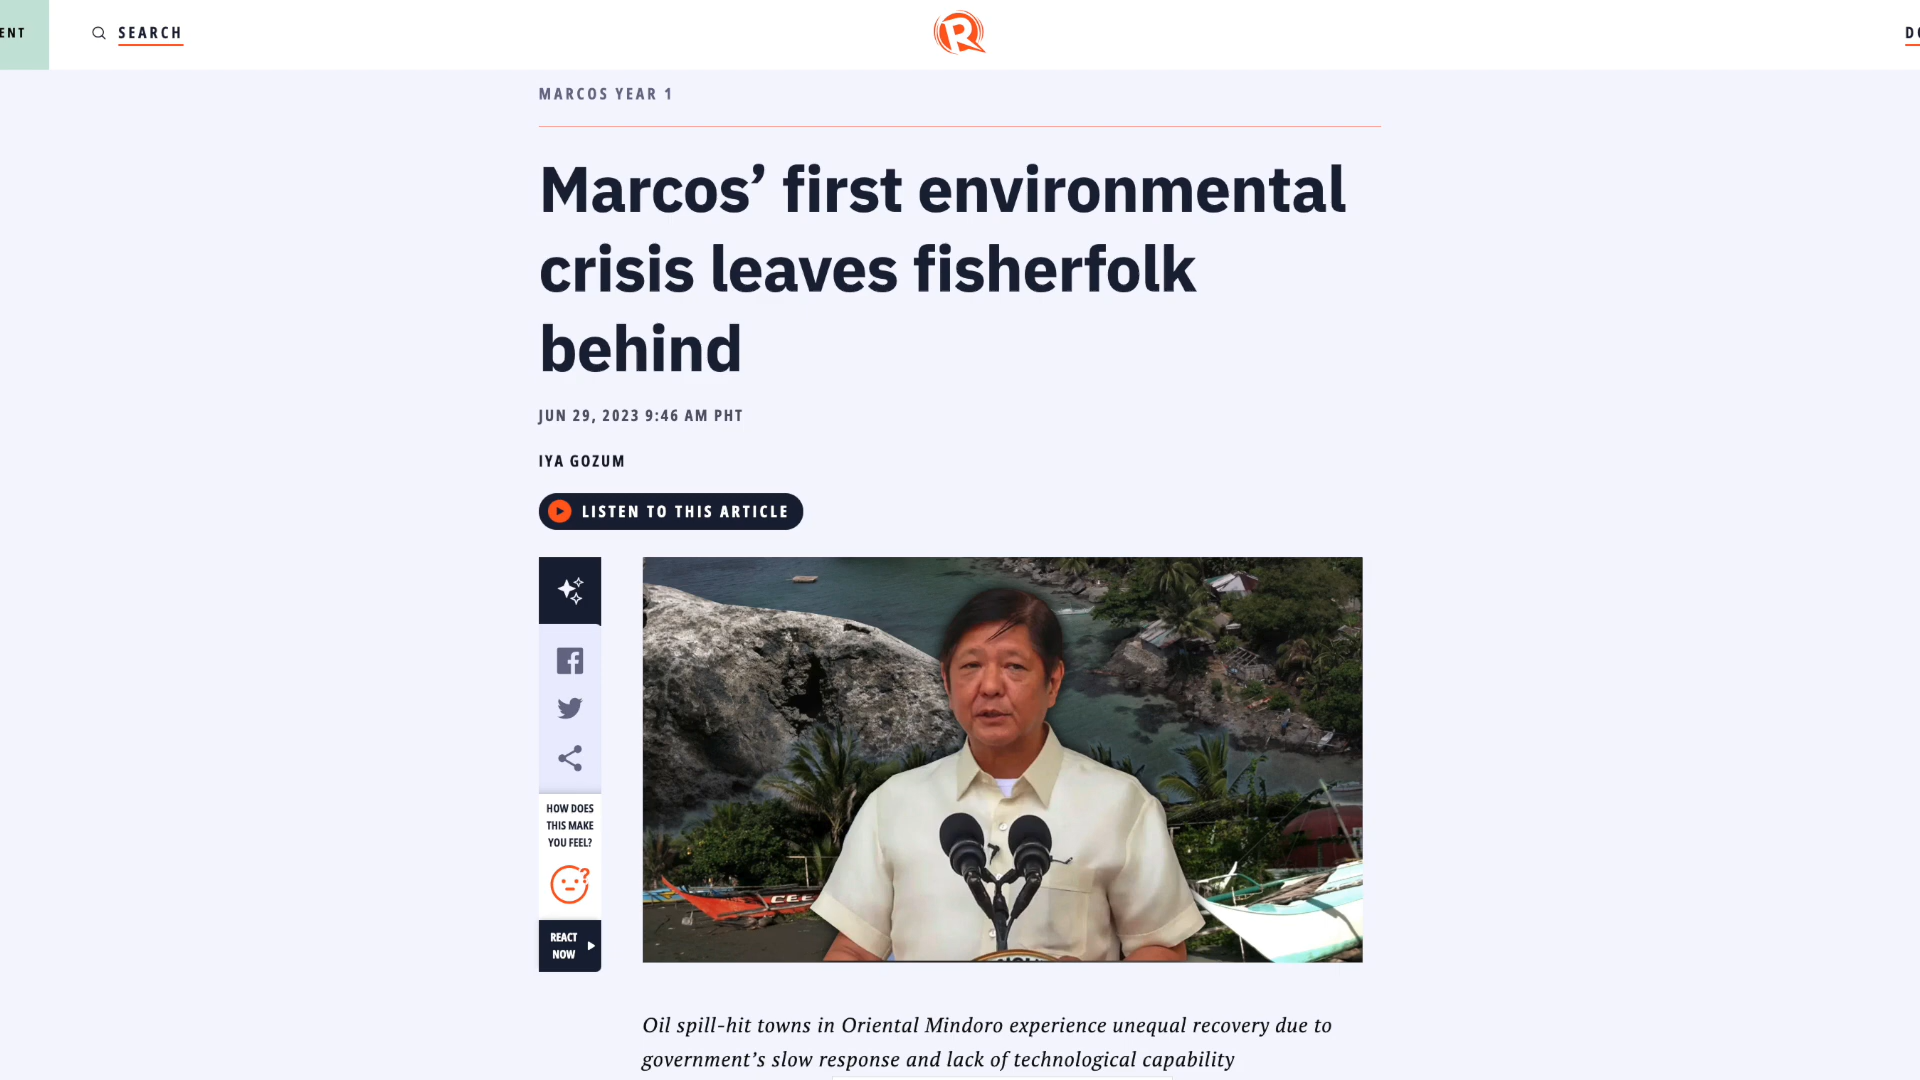 ENT
SEARCH
MARCOS YEAR 1
Marcos’ first environmental
crisis leaves fisherfolk
behind
JUN 29, 2023 9:46 AM PHT
IYA GOZUM
LISTEN TO THIS ARTICLE
HOW DOES
THIS MAKE
YOU FEEL?
REACT
NOW
CEE
Oil spill-hit towns in Oriental Mindoro experience unequal recovery due to
government’s slow response and lack of technological capability